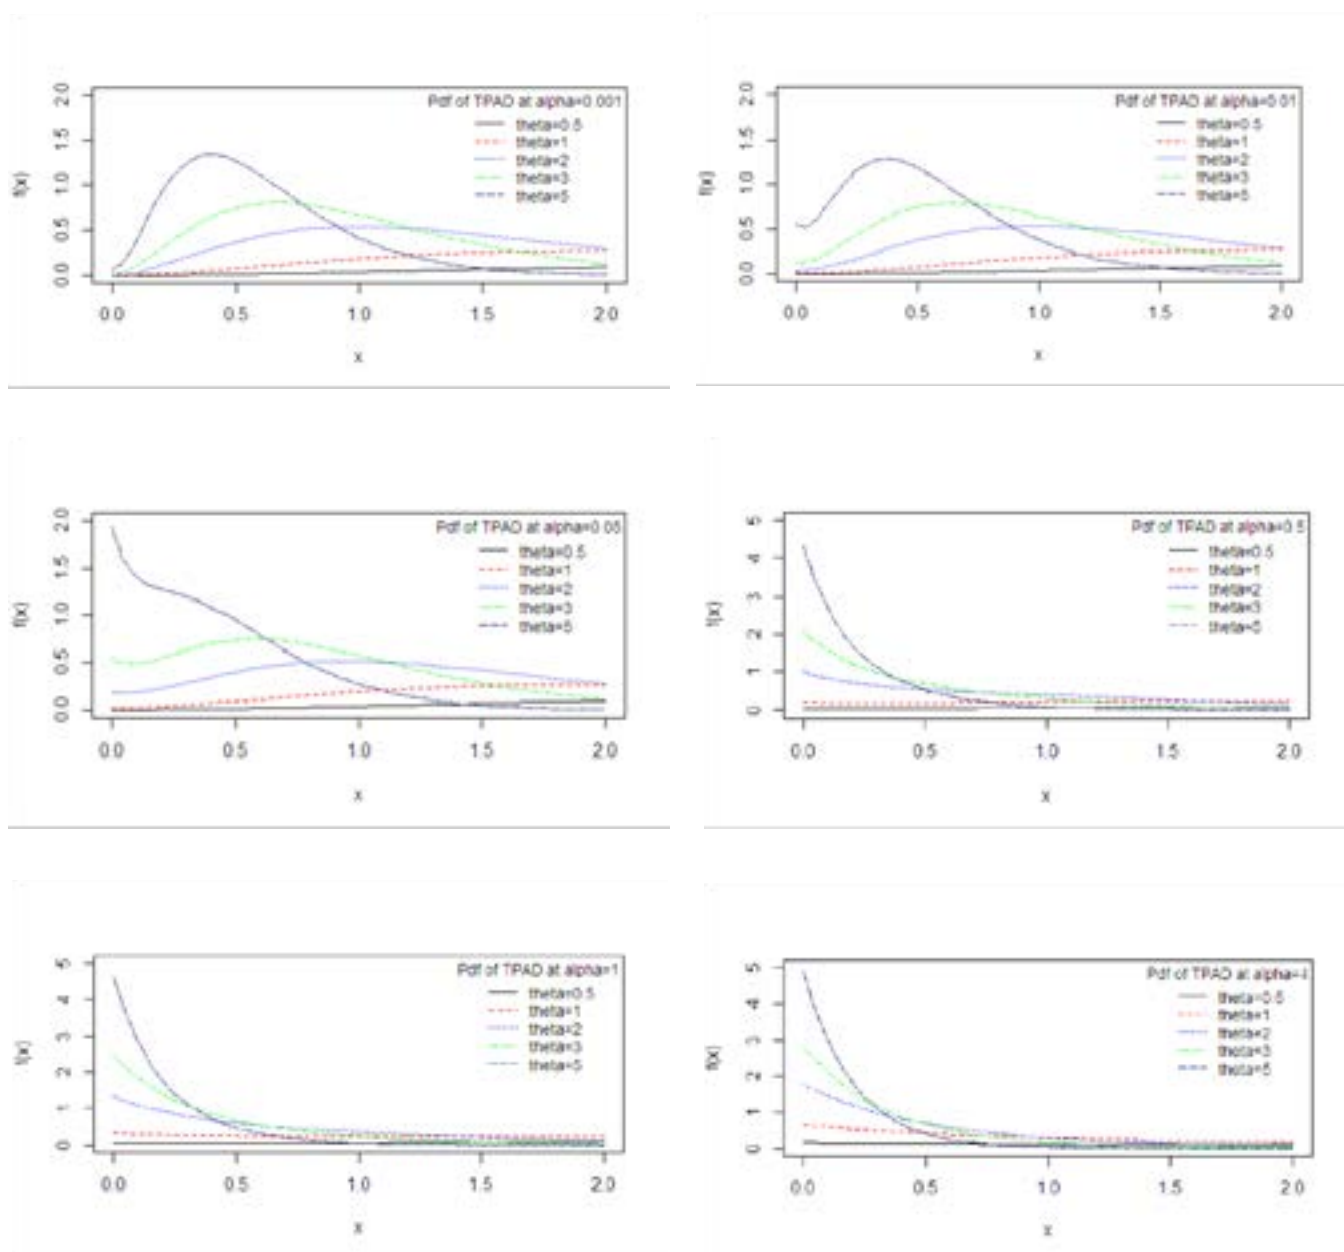 Pdf of TPAD at alpha=0.001
theta=0.5
theta=1
theta=2
theta=3
theta=5
f(x)
2.0
1.5
1.0
0.5
0.0
0.0 0.5 1.0 1.5 2.0
x
Pdf of TPAD at alpha=0.01
theta=0.5
theta=1
theta=2
theta=3
theta=5
f(x)
2.0
1.5
1.0
0.5
0.0
0.0 0.5 1.0 1.5 2.0
x
Pdf of TPAD at alpha=0.05
theta=0.5
theta=1
theta=2
theta=3
theta=5
f(x)
2.0
1.5
1.0
0.5
0.0
0.0 0.5 1.0 1.5 2.0
x
Pdf of TPAD at alpha=0.5
theta=0.5
theta=1
theta=2
theta=3
theta=5
f(x)
5
4
3
2
1
0
0.0 0.5 1.0 1.5 2.0
x
Pdf of TPAD at alpha=1
theta=0.5
theta=1
theta=2
theta=3
theta=5
f(x)
5
4
3
2
1
0
0.0 0.5 1.0 1.5 2.0
x
Pdf of TPAD at alpha=4
theta=0.5
theta=1
theta=2
theta=3
theta=5
f(x)
5
4
3
2
1
0
0.0 0.5 1.0 1.5 2.0
x